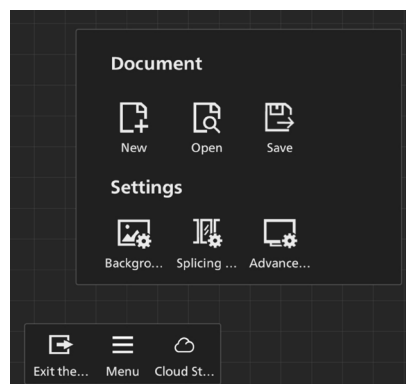 Document
New Open Save
Settings
Backgro... Splicing ... Advance...
Exit the... Menu Cloud St...